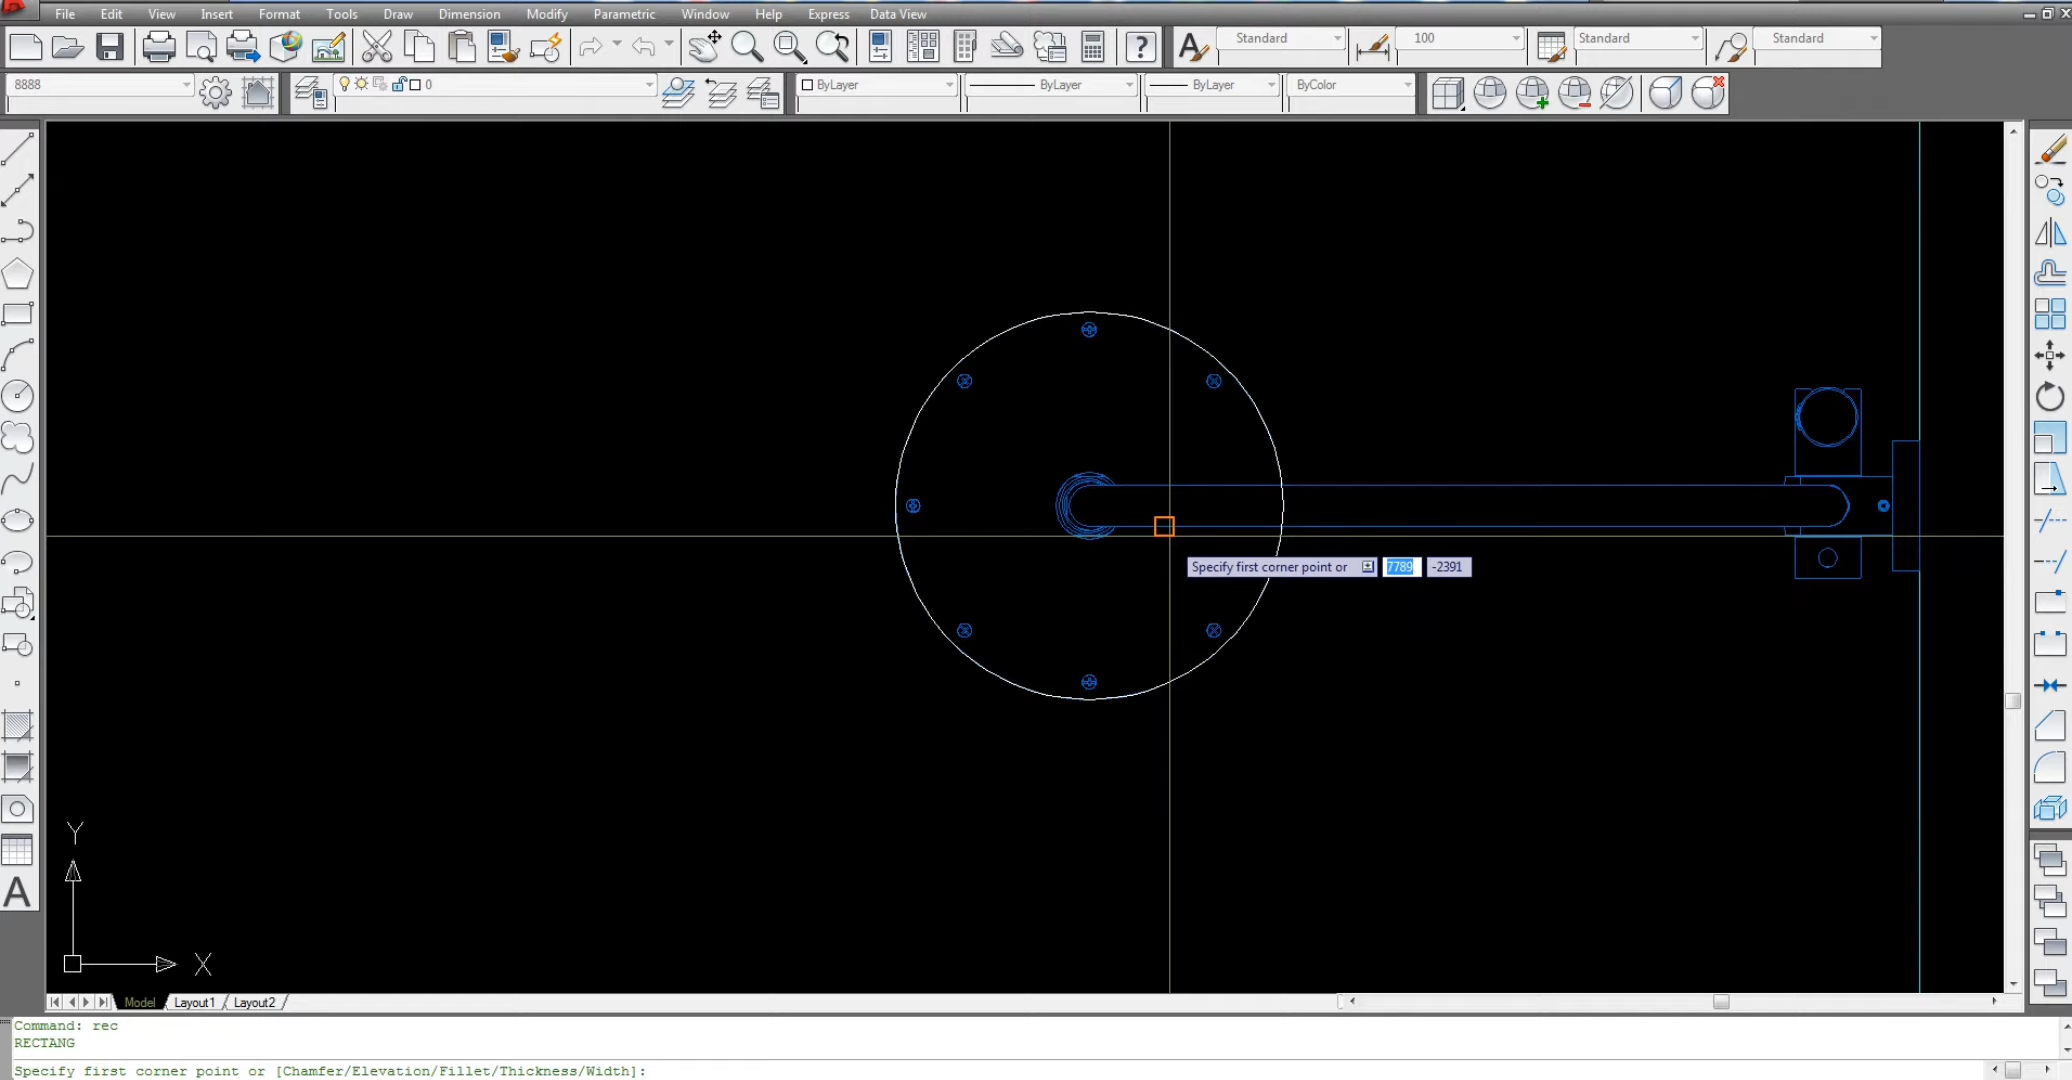 File Edit View Insert Format Tools Draw Dimension Modify Parametric Window Help Express Data View
Standard 100 Standard Standard
8888 0 ByLayer ByLayer ByLayer ByColor
Specify first corner point or 7789 -2391
Y
X
A
Model Layout1 Layout2
Command: rec
RECTANG
Specify first corner point or [Chamfer/Elevation/Fillet/Thickness/Width]: